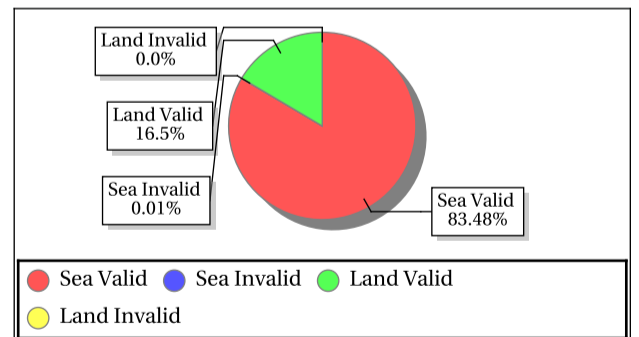 Land Invalid
0.0%
Land Valid
16.5%
Sea Invalid
0.01%
Sea Valid
83.48%
Sea Valid
Sea Invalid
Land Valid
Land Invalid